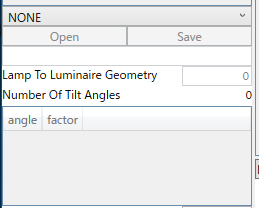 NONE
Open Save
Lamp To Luminaire Geometry 0
Number Of Tilt Angles 0
angle factor